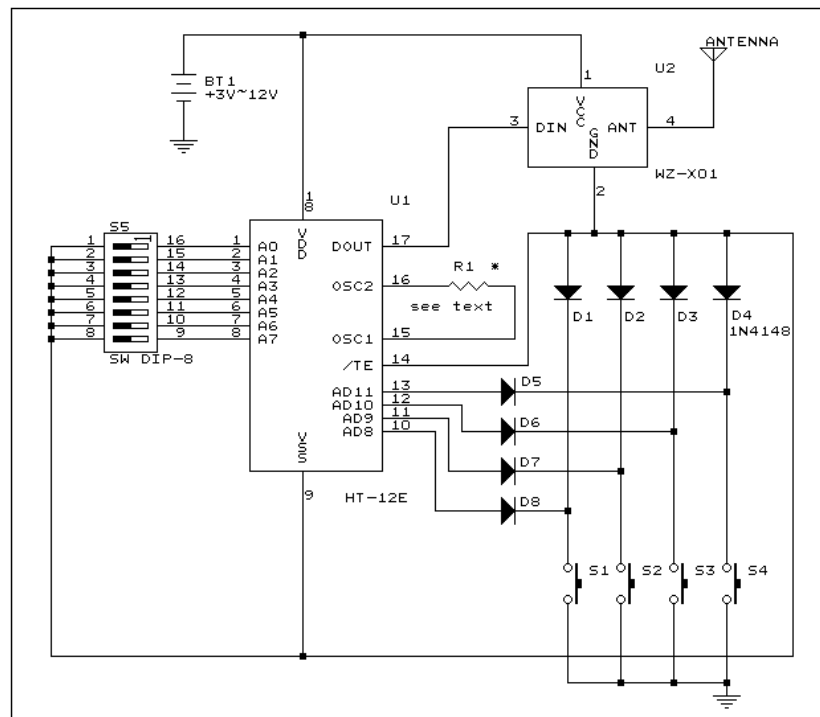 ANTENNA
BT1
+3V~12V
1
U2
VCC
3 DIN GND ANT 4
WZ-X01
2
U1
18
VDD
S5
1 1 16 1 A0
2 15 2 A1
3 14 3 A2
4 13 4 A3
5 12 5 A4
6 11 6 A5
7 10 7 A6
8 9 8 A7
SW DIP-8
DOUT 17
OSC2 16
R1 *
see text
OSC1 15
/TE 14
AD11 13
AD10 12
AD9 11
AD8 10
VSS
9
HT-12E
D1 D2 D3 D4
1N4148
D5
D6
D7
D8
S1 S2 S3 S4